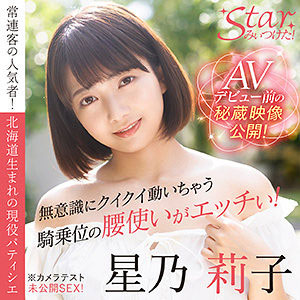 常連客の人気者！
北海道生まれの現役パティシエ
Star
みぃつけた！
AV
デビュー前の
秘蔵映像
公開！
無意識にクイクイ動いちゃう
騎乗位の腰使いがエッチぃ！
※カメラテスト
未公開SEX！
星乃 莉子